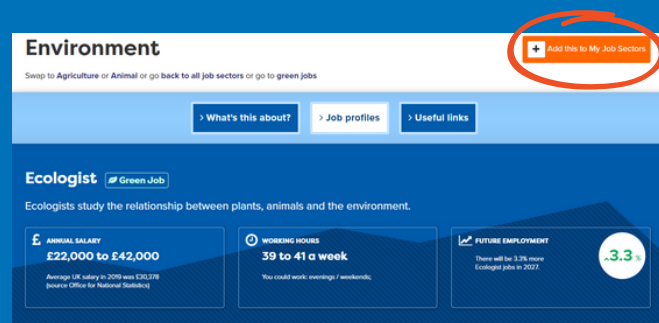 Environment
+ Add this to My Job Sectors
Swap to Agriculture or Animal or go back to all job sectors or go to green jobs
> What's this about?
> Job profiles
> Useful links
Ecologist Green Job
Ecologists study the relationship between plants, animals and the environment.
£ ANNUAL SALARY
£22,000 to £42,000
Average UK salary in 2019 was £30,378
(source Office for National Statistics)
WORKING HOURS
39 to 41 a week
You could work: evenings / weekends;
FUTURE EMPLOYMENT
There will be 3.3% more
Ecologist jobs in 2027.
3.3 %